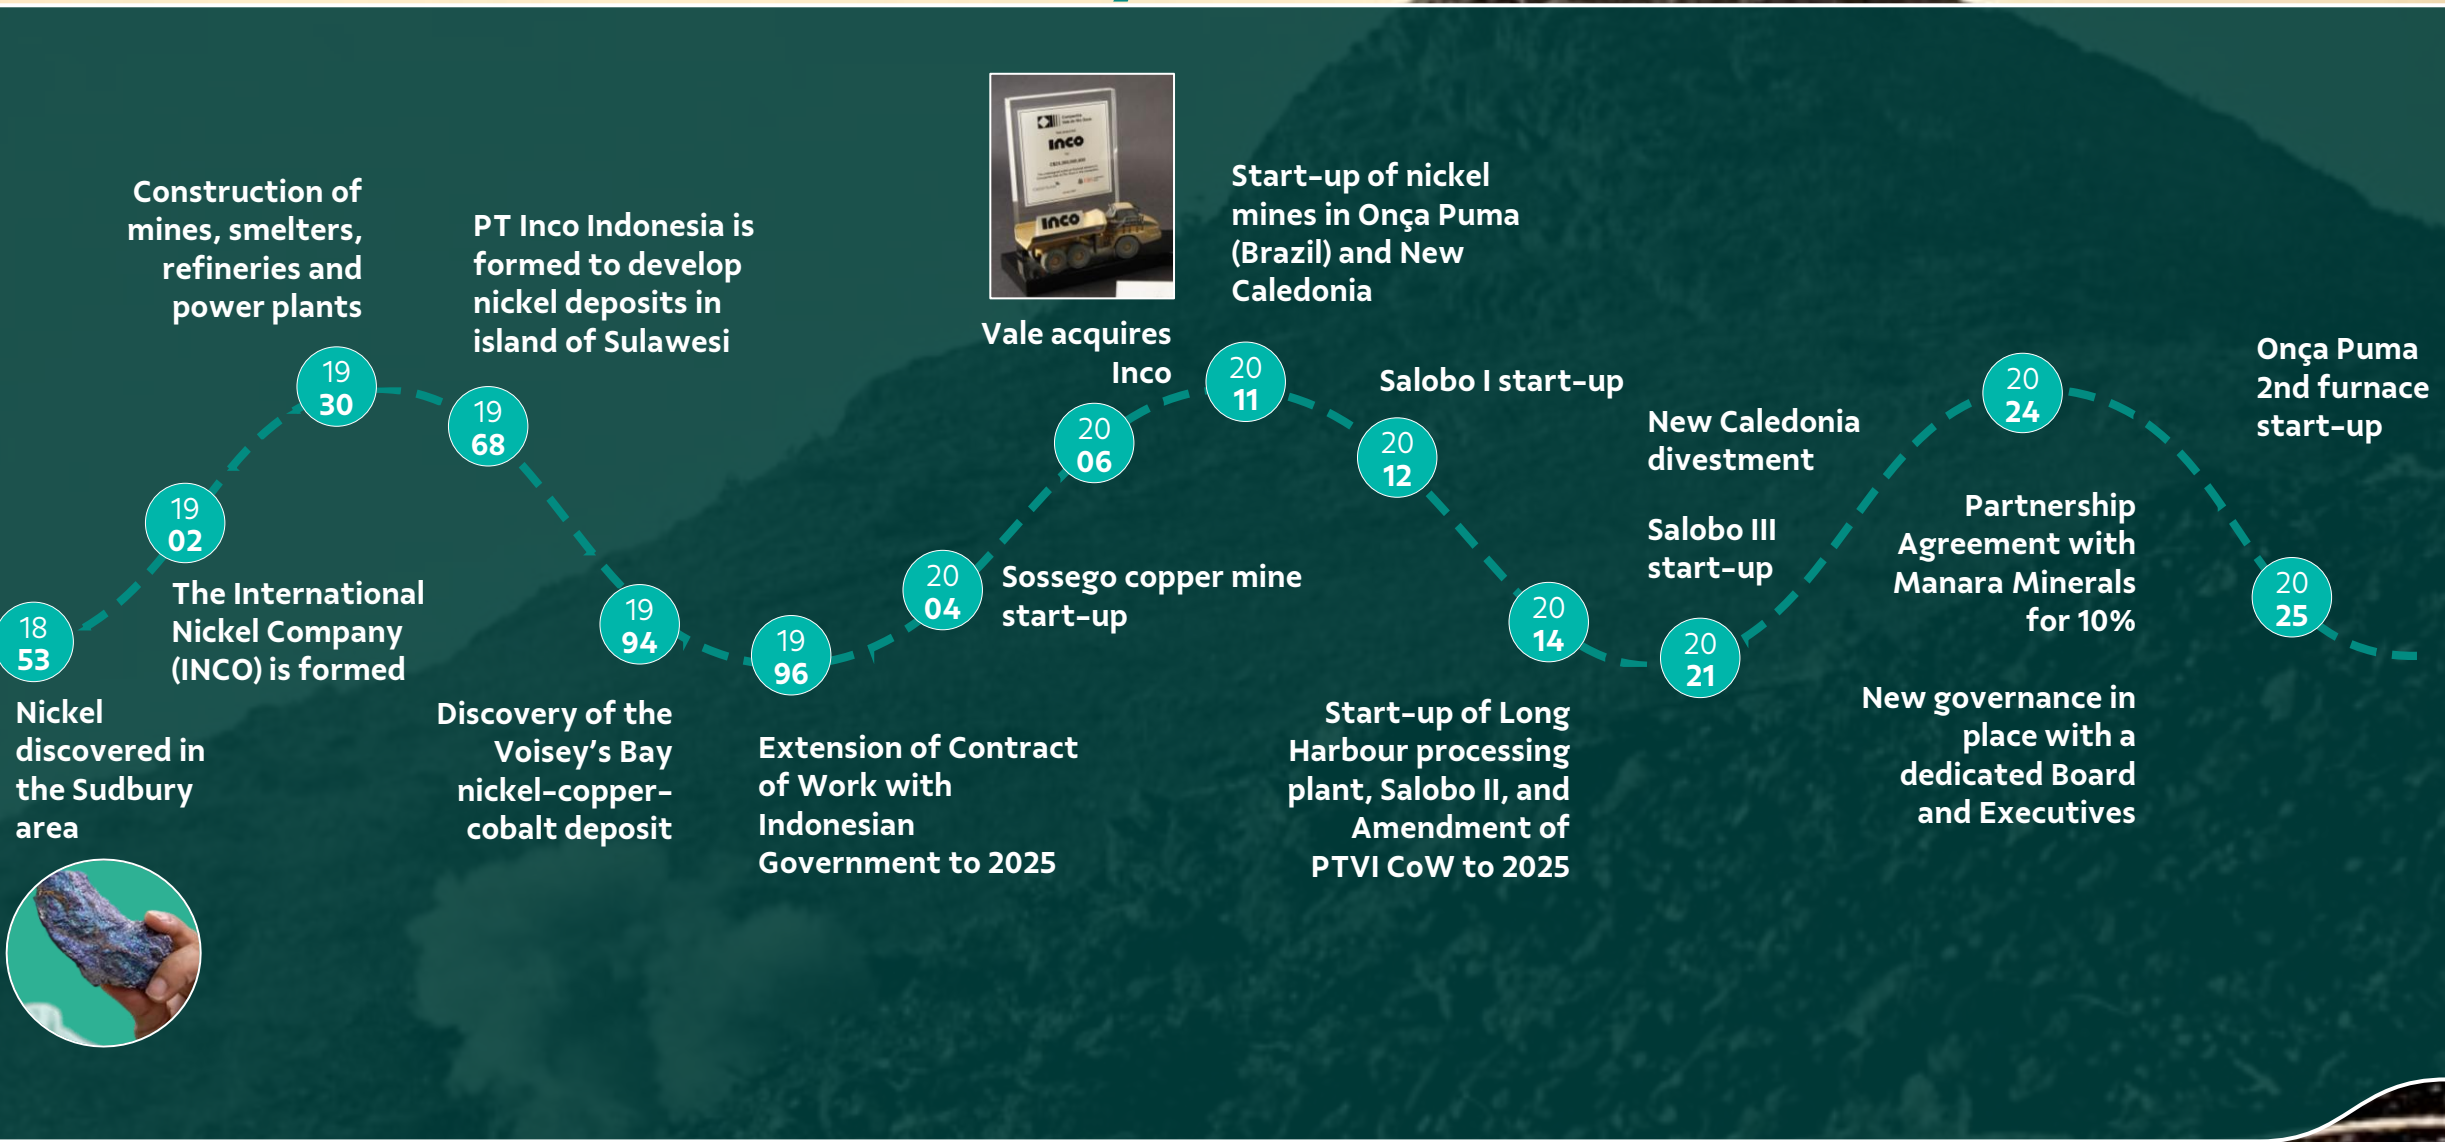 18
53
Nickel
discovered in
the Sudbury
area
19
02
The International
Nickel Company
(INCO) is formed
Construction of
mines, smelters,
refineries and
power plants
19
30
PT Inco Indonesia is
formed to develop
nickel deposits in
island of Sulawesi
19
68
19
94
Discovery of the
Voisey's Bay
nickel-copper-
cobalt deposit
19
96
Extension of Contract
of Work with
Indonesian
Government to 2025
20
04
Sossego copper mine
start-up
INCO
INCO
Vale acquires
Inco
20
06
Start-up of nickel
mines in Onça Puma
(Brazil) and New
Caledonia
20
11
Salobo I start-up
20
12
20
14
Start-up of Long
Harbour processing
plant, Salobo II, and
Amendment of
PTVI CoW to 2025
New Caledonia
divestment
Salobo III
start-up
20
21
20
24
Partnership
Agreement with
Manara Minerals
for 10%
New governance in
place with a
dedicated Board
and Executives
Onça Puma
2nd furnace
start-up
20
25